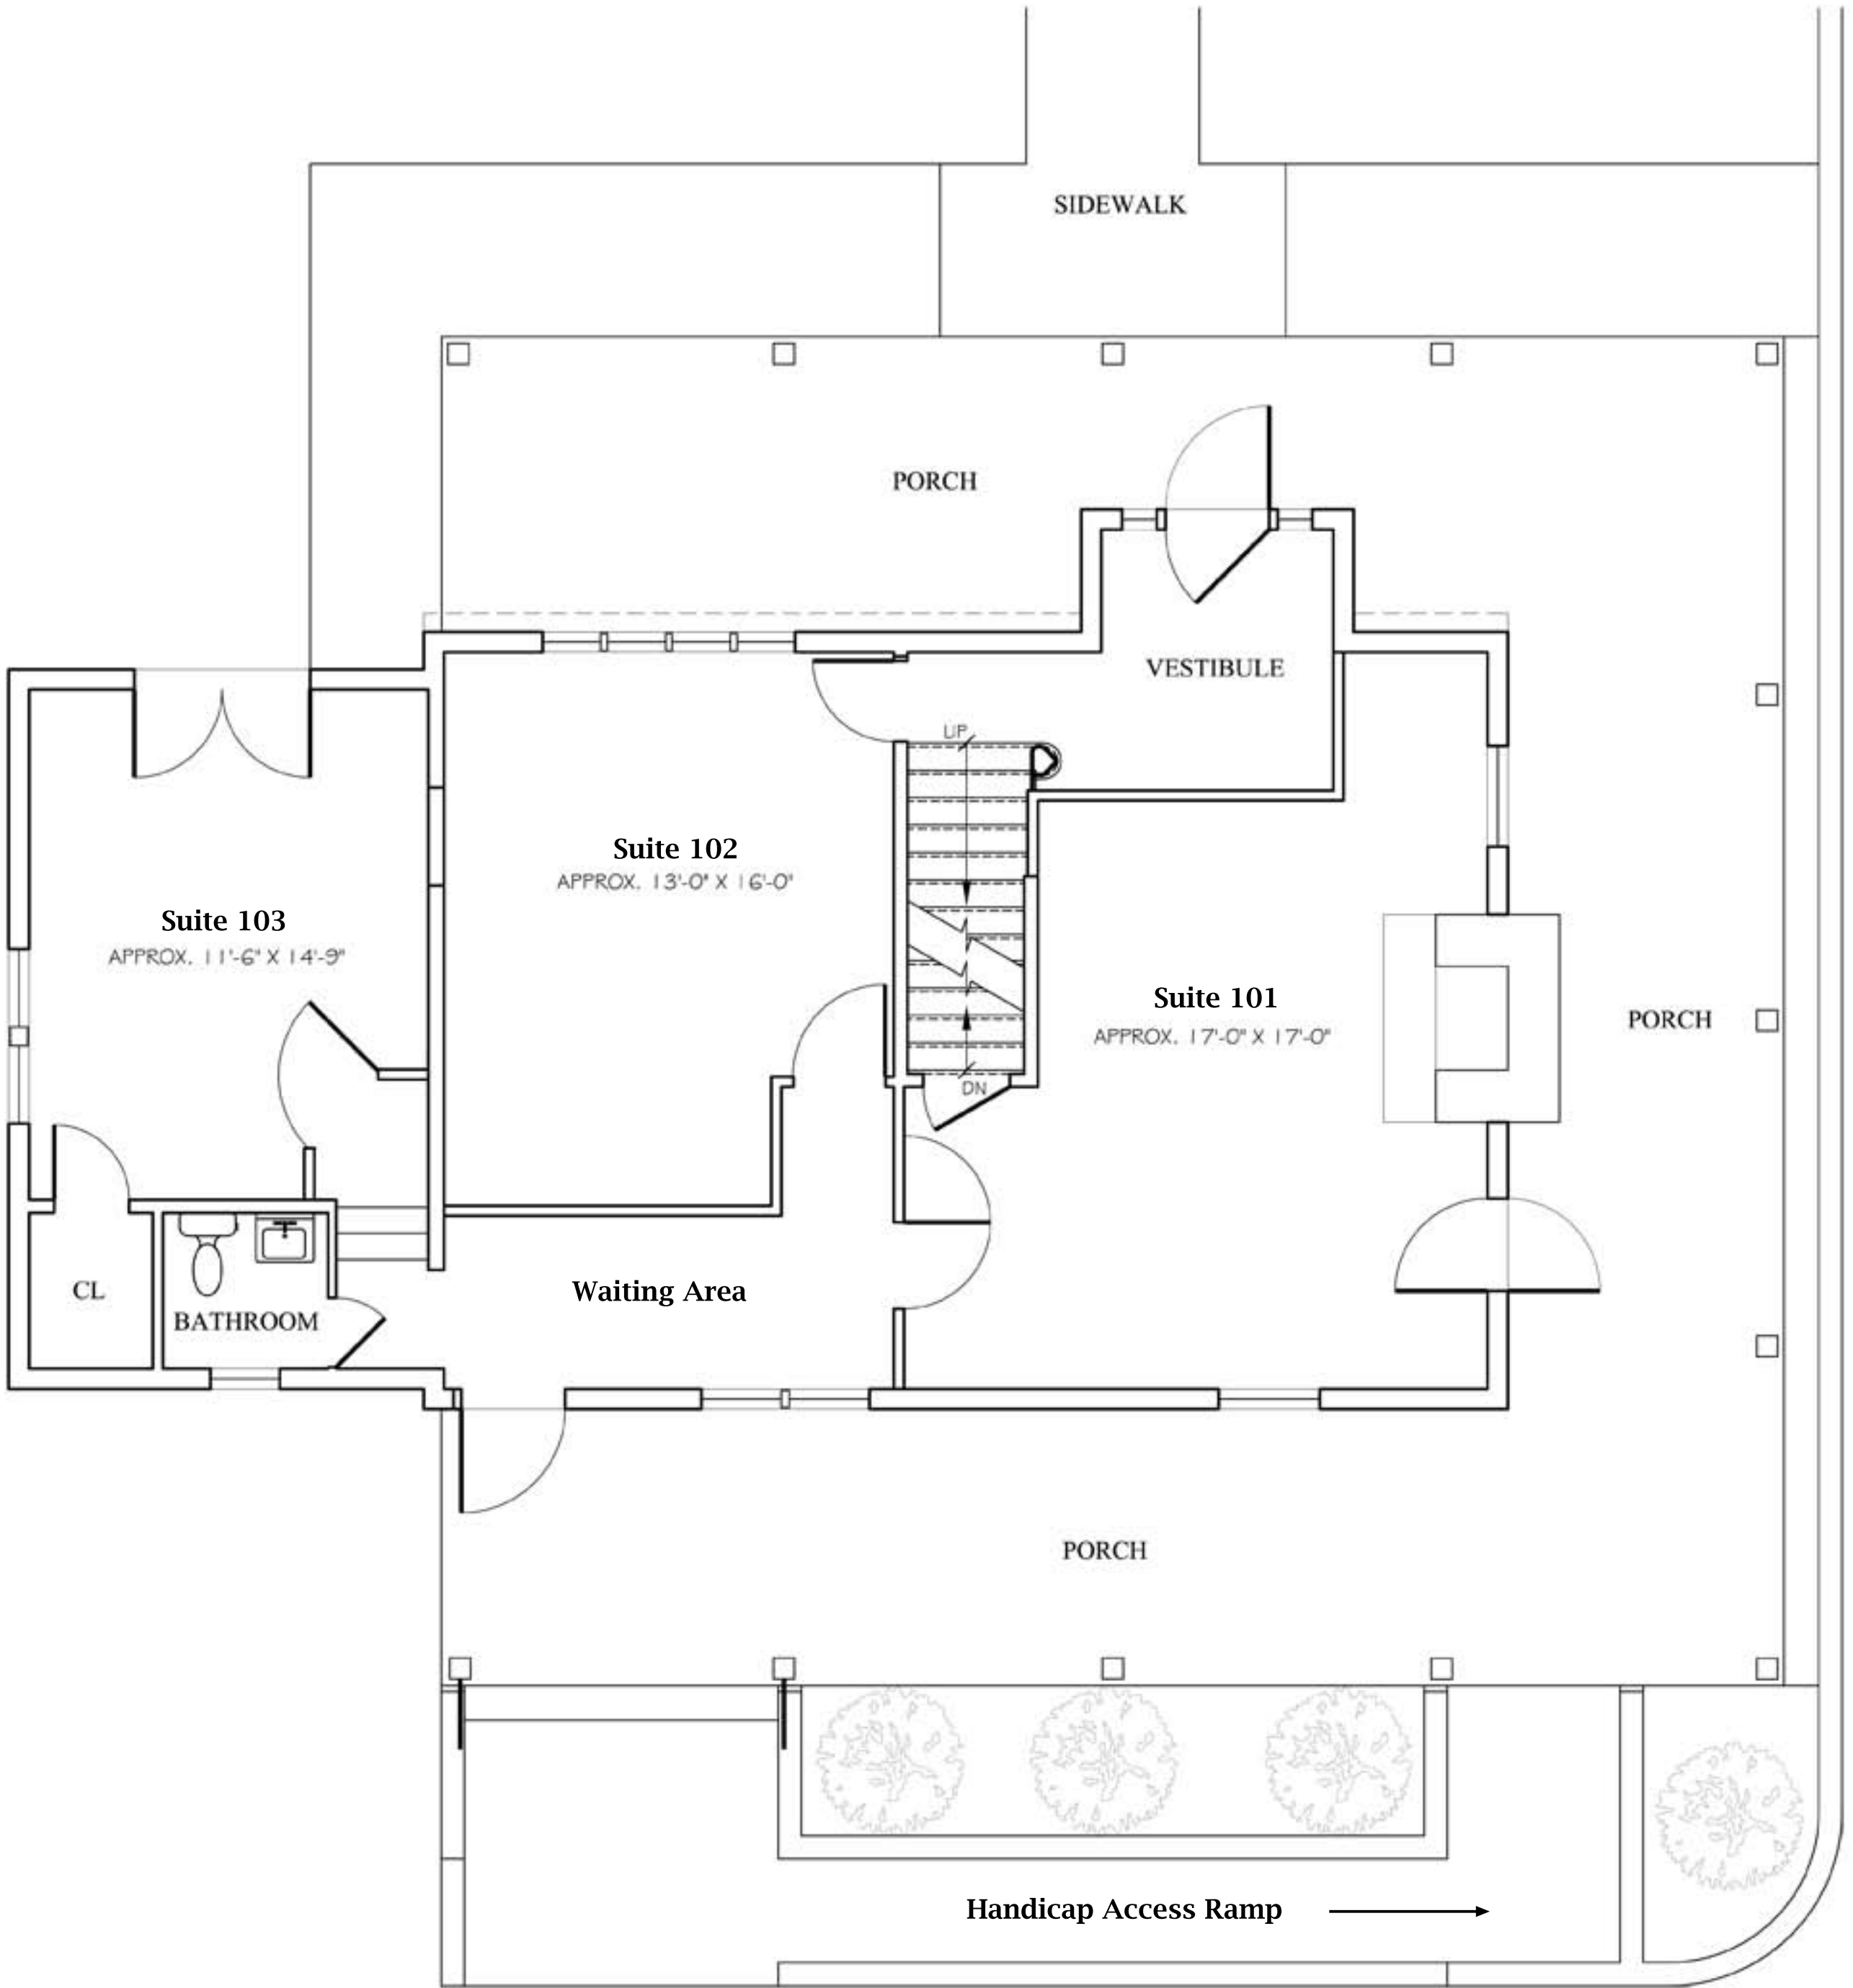 SIDEWALK
PORCH
VESTIBULE
UP
Suite 102
APPROX. 13'-0" X 16'-0"
Suite 103
APPROX. 11'-6" X 14'-9"
Suite 101
APPROX. 17'-0" X 17'-0"
PORCH
DN
CL
BATHROOM
Waiting Area
PORCH
Handicap Access Ramp